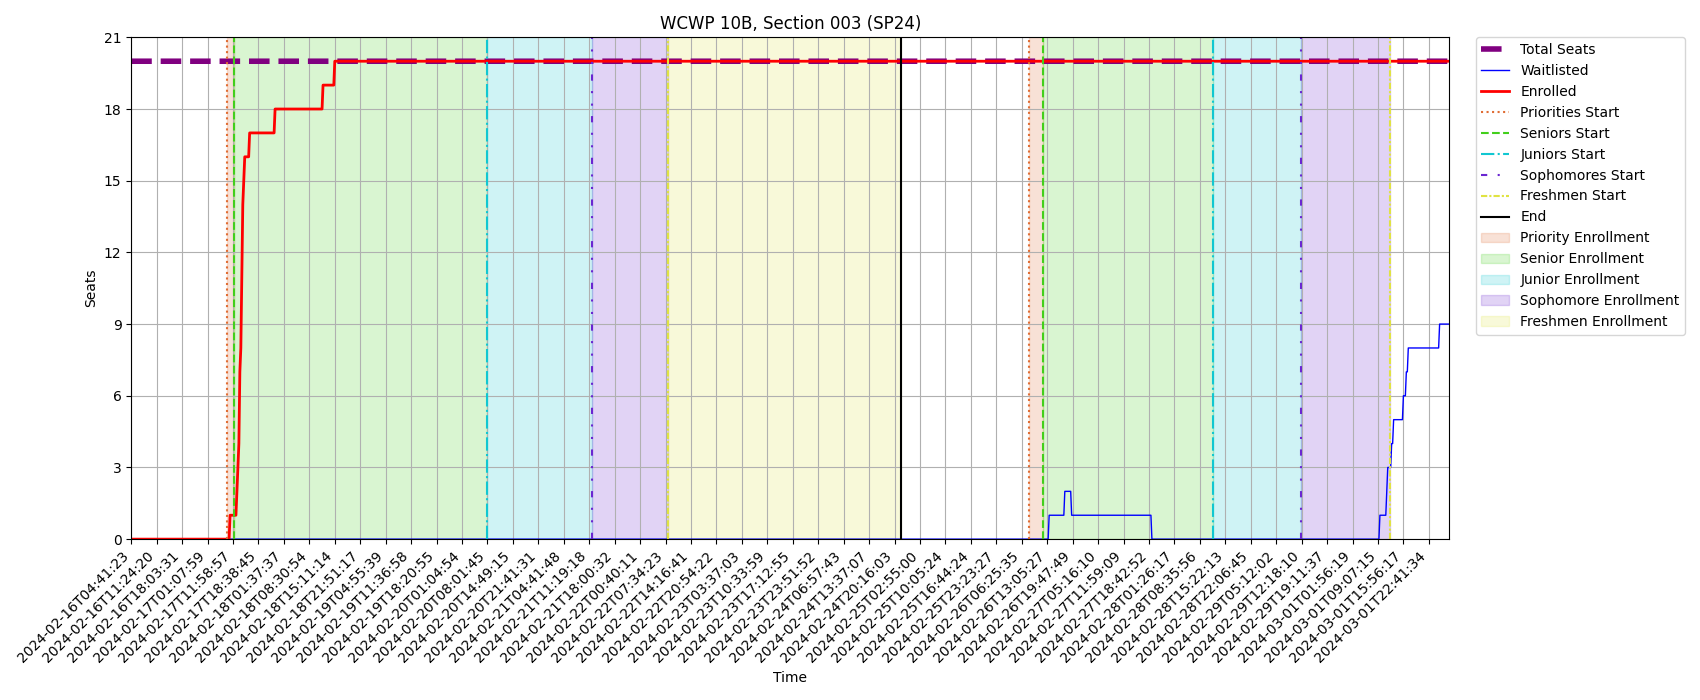 WCWP 10B, Section 003 (SP24)
21
18
15
12
9
6
3
0
Seats
2024-02-16T04:41:23
2024-02-16T11:24:20
2024-02-16T18:03:31
2024-02-17T01:07:59
2024-02-17T11:58:57
2024-02-17T18:38:45
2024-02-18T01:37:37
2024-02-18T08:30:54
2024-02-18T15:11:14
2024-02-18T21:51:17
2024-02-19T04:55:39
2024-02-19T11:36:58
2024-02-19T18:20:55
2024-02-20T01:04:54
2024-02-20T08:01:45
2024-02-20T14:49:15
2024-02-20T21:41:31
2024-02-21T04:41:48
2024-02-21T11:19:18
2024-02-21T18:00:32
2024-02-22T00:40:11
2024-02-22T07:34:23
2024-02-22T14:16:41
2024-02-22T20:54:22
2024-02-23T03:37:03
2024-02-23T10:33:59
2024-02-23T17:12:55
2024-02-23T23:51:52
2024-02-24T06:57:43
2024-02-24T13:37:07
2024-02-24T20:16:03
2024-02-25T02:55:00
2024-02-25T10:05:24
2024-02-25T16:44:24
2024-02-25T23:23:27
2024-02-26T06:25:35
2024-02-26T13:05:27
2024-02-26T19:47:49
2024-02-27T05:16:10
2024-02-27T11:59:09
2024-02-27T18:42:52
2024-02-28T01:26:17
2024-02-28T08:35:56
2024-02-28T15:22:13
2024-02-28T22:06:45
2024-02-29T05:12:02
2024-02-29T12:18:10
2024-02-29T19:11:37
2024-03-01T01:56:19
2024-03-01T09:07:15
2024-03-01T15:56:17
2024-03-01T22:41:34
Time
Total Seats
Waitlisted
Enrolled
Priorities Start
Seniors Start
Juniors Start
Sophomores Start
Freshmen Start
End
Priority Enrollment
Senior Enrollment
Junior Enrollment
Sophomore Enrollment
Freshmen Enrollment